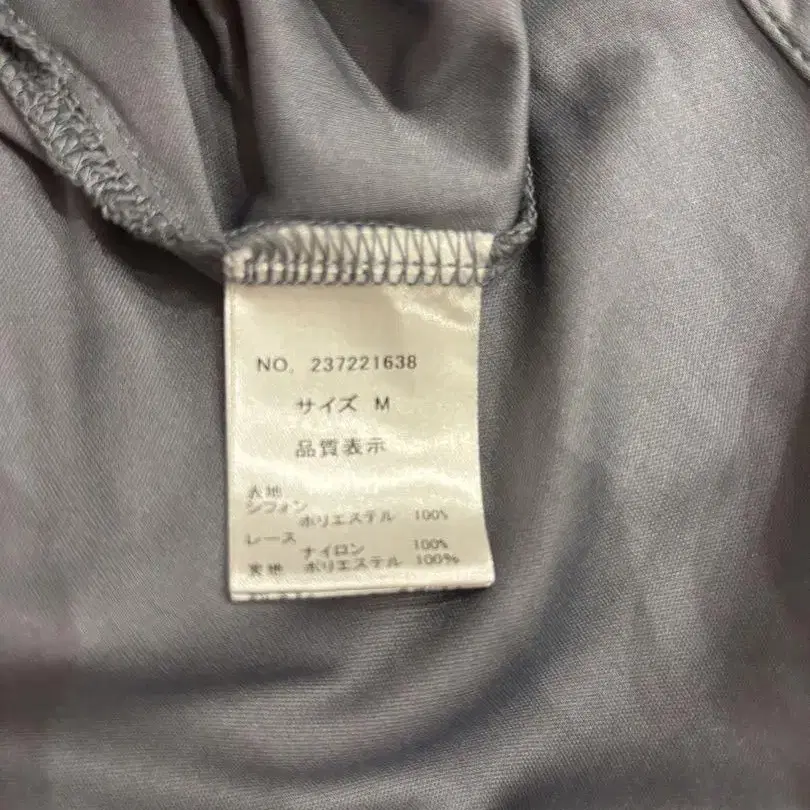 NO. 237221638
サイズ M
品質表示
表地
シフォン
ポリエステル 100%
レース
ナイロン 100%
裏地 ポリエステル 100%